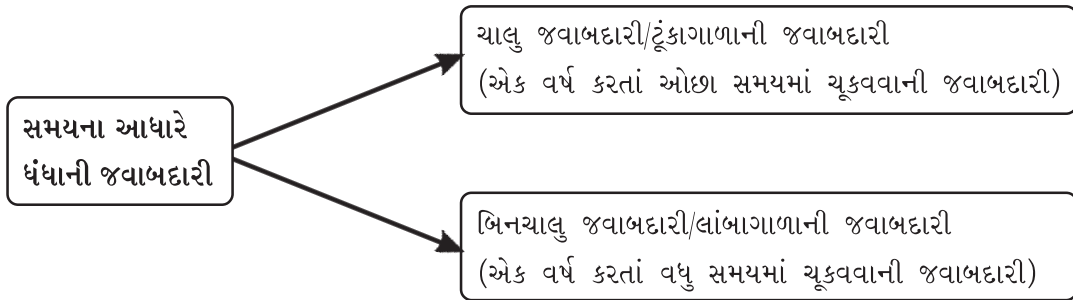 ચાલુ જવાબદારી/ટૂંકાગાળાની જવાબદારી
(એક વર્ષ કરતાં ઓછા સમયમાં ચૂકવવાની જવાબદારી)
સમયના આધારે
ધંધાની જવાબદારી
બિનચાલુ જવાબદારી/લાંબાગાળાની જવાબદારી
(એક વર્ષ કરતાં વધુ સમયમાં ચૂકવવાની જવાબદારી)